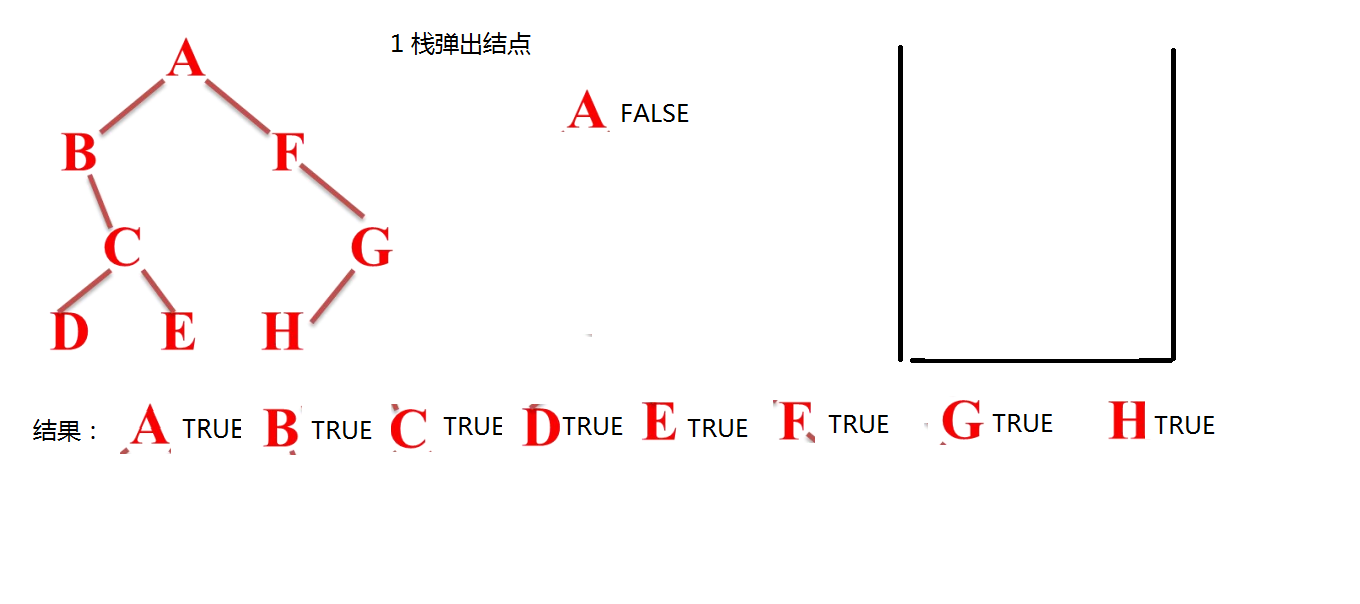 A
1 栈弹出结点
A FALSE
B F
C G
D E H
结果： A TRUE B TRUE C TRUE D TRUE E TRUE F TRUE G TRUE H TRUE